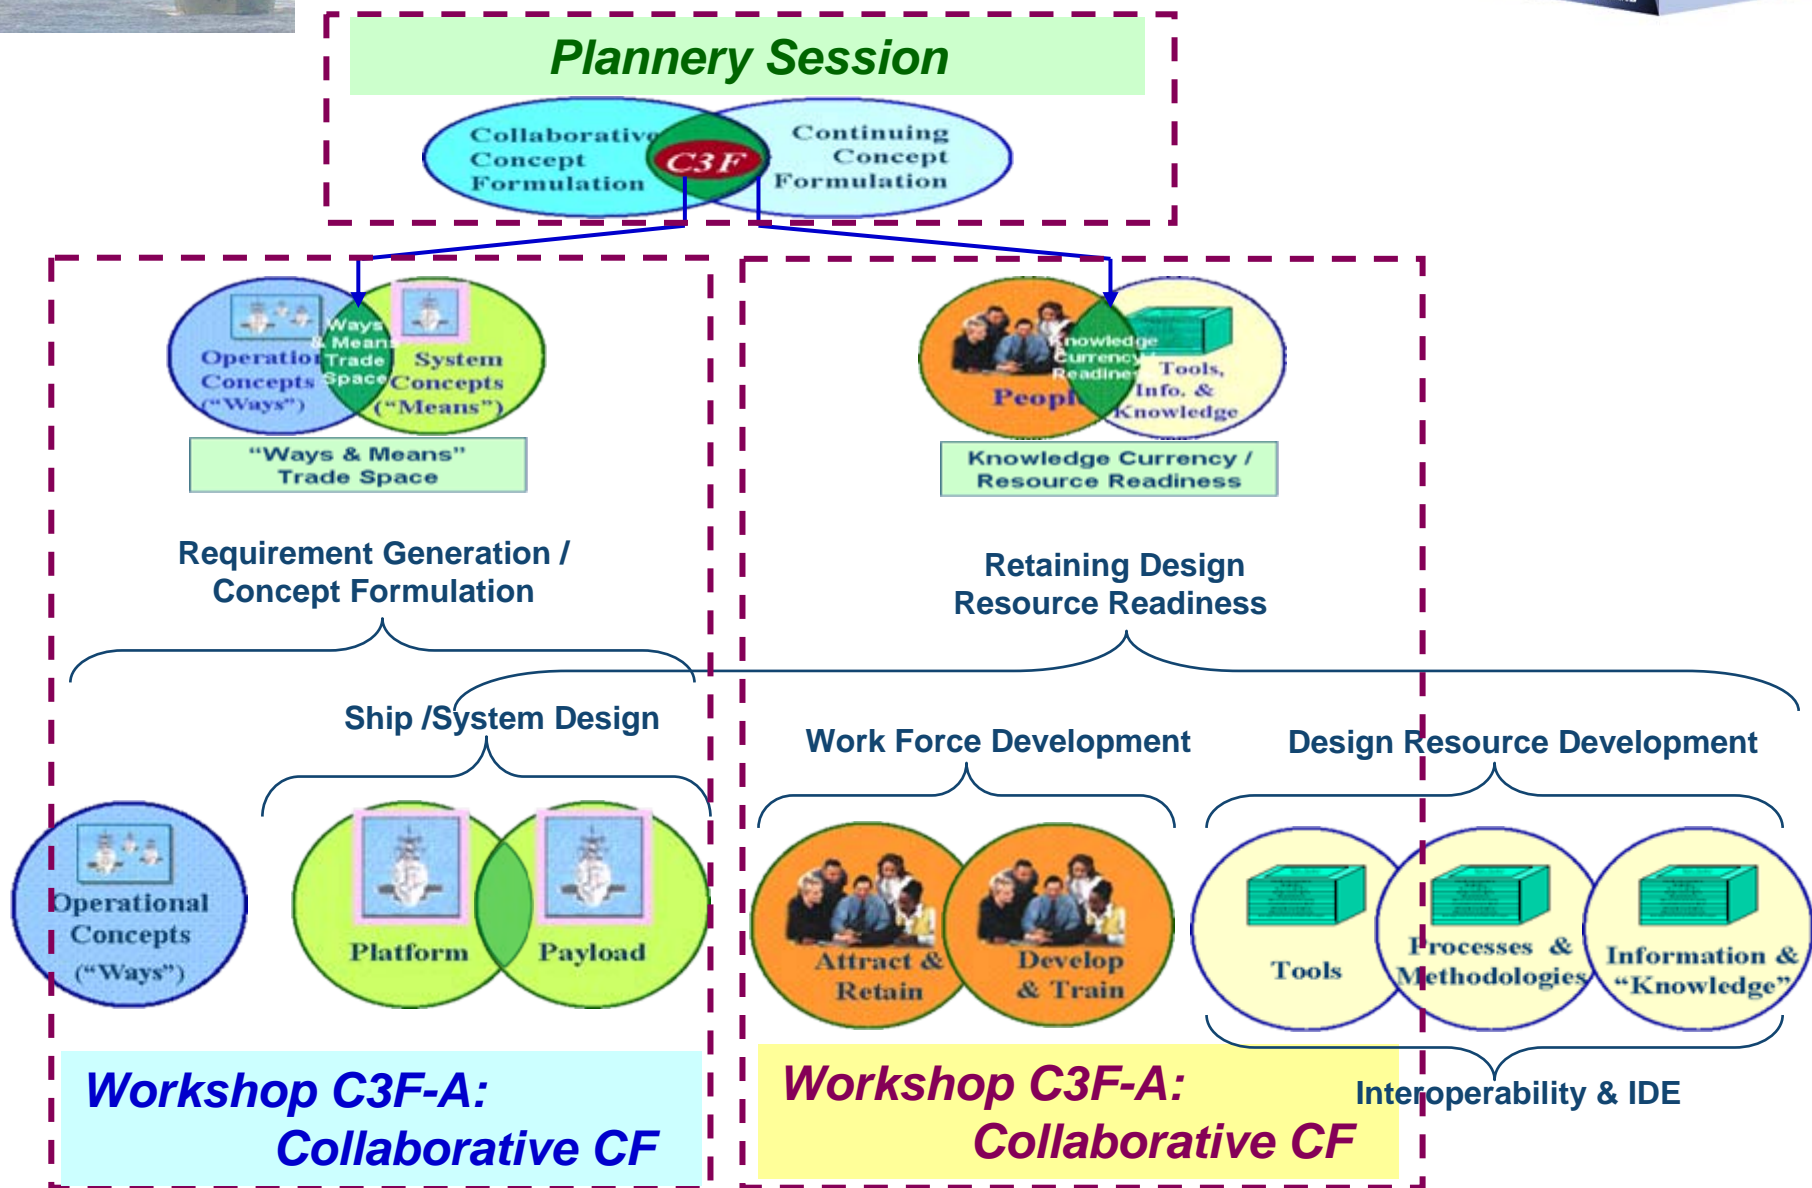 Plannery Session
Collaborative
Concept
Formulation
C3F
Continuing
Concept
Formulation
Ways
& Means
Trade
Space
Operation
Concepts
("Ways")
System
Concepts
("Means")
"Ways & Means"
Trade Space
Knowledge
Currency /
Readiness
People
Tools,
Info. &
Knowledge
Knowledge Currency /
Resource Readiness
Requirement Generation /
Concept Formulation
Retaining Design
Resource Readiness
Ship /System Design
Work Force Development
Design Resource Development
Operational
Concepts
("Ways")
Platform
Payload
Attract &
Retain
Develop
& Train
Tools
Processes &
Methodologies
Information &
"Knowledge"
Interoperability & IDE
Workshop C3F-A:
Collaborative CF
Workshop C3F-A:
Collaborative CF